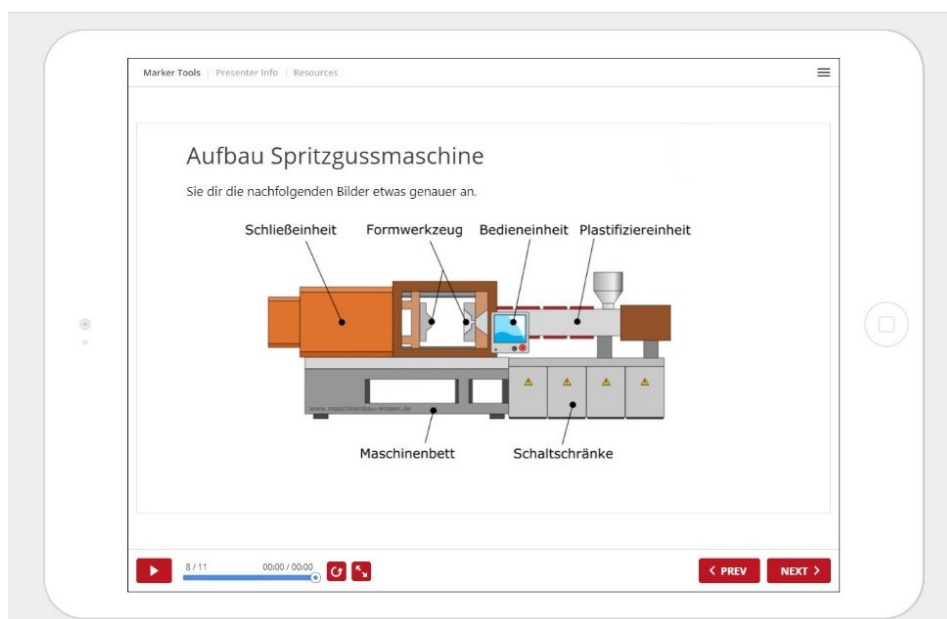 Marker Tools | Presenter Info | Resources
Aufbau Spritzgussmaschine
Sie dir die nachfolgenden Bilder etwas genauer an.
Schließeinheit Formwerkzeug Bedieneinheit Plastifiziereinheit
www.maschinenbau-wissen.de
Maschinenbett Schaltschränke
8 / 11 00:00 / 00:00 PREV NEXT